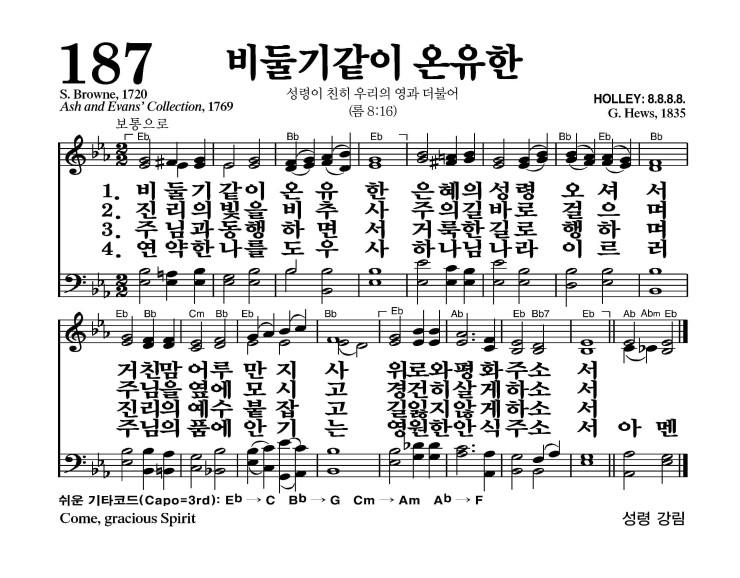 187 비둘기같이 온유한
S. Browne, 1720
Ash and Evans' Collection, 1769
성령이 친히 우리의 영과 더불어
(롬 8:16)
HOLLEY: 8.8.8.8.
G. Hews, 1835
보통으로
Eb Eb Bb Eb Eb Bb Eb Bb
1. 비둘기같이 온유한 은혜의성령 오셔서
2. 진리의빛을 비추사 주의길바로 걸으며
3. 주님과동행 하면서 거룩한길로 행하며
4. 연약한나를 도우사 하나님나라 이르러
Eb Bb Cm Bb Eb Bb Eb Ab Eb Bb7 Eb Ab Abm Eb
거친맘 어루만지사 위로와평화주소서
주님을옆에 모시고 경건히살게하소서
진리의예수 붙잡고 길잃지않게하소서
주님의품에 안기는 영원한안식주소서 아멘
쉬운 기타코드(Capo=3rd): Eb → C Bb → G Cm → Am Ab → F
Come, gracious Spirit
성령 강림